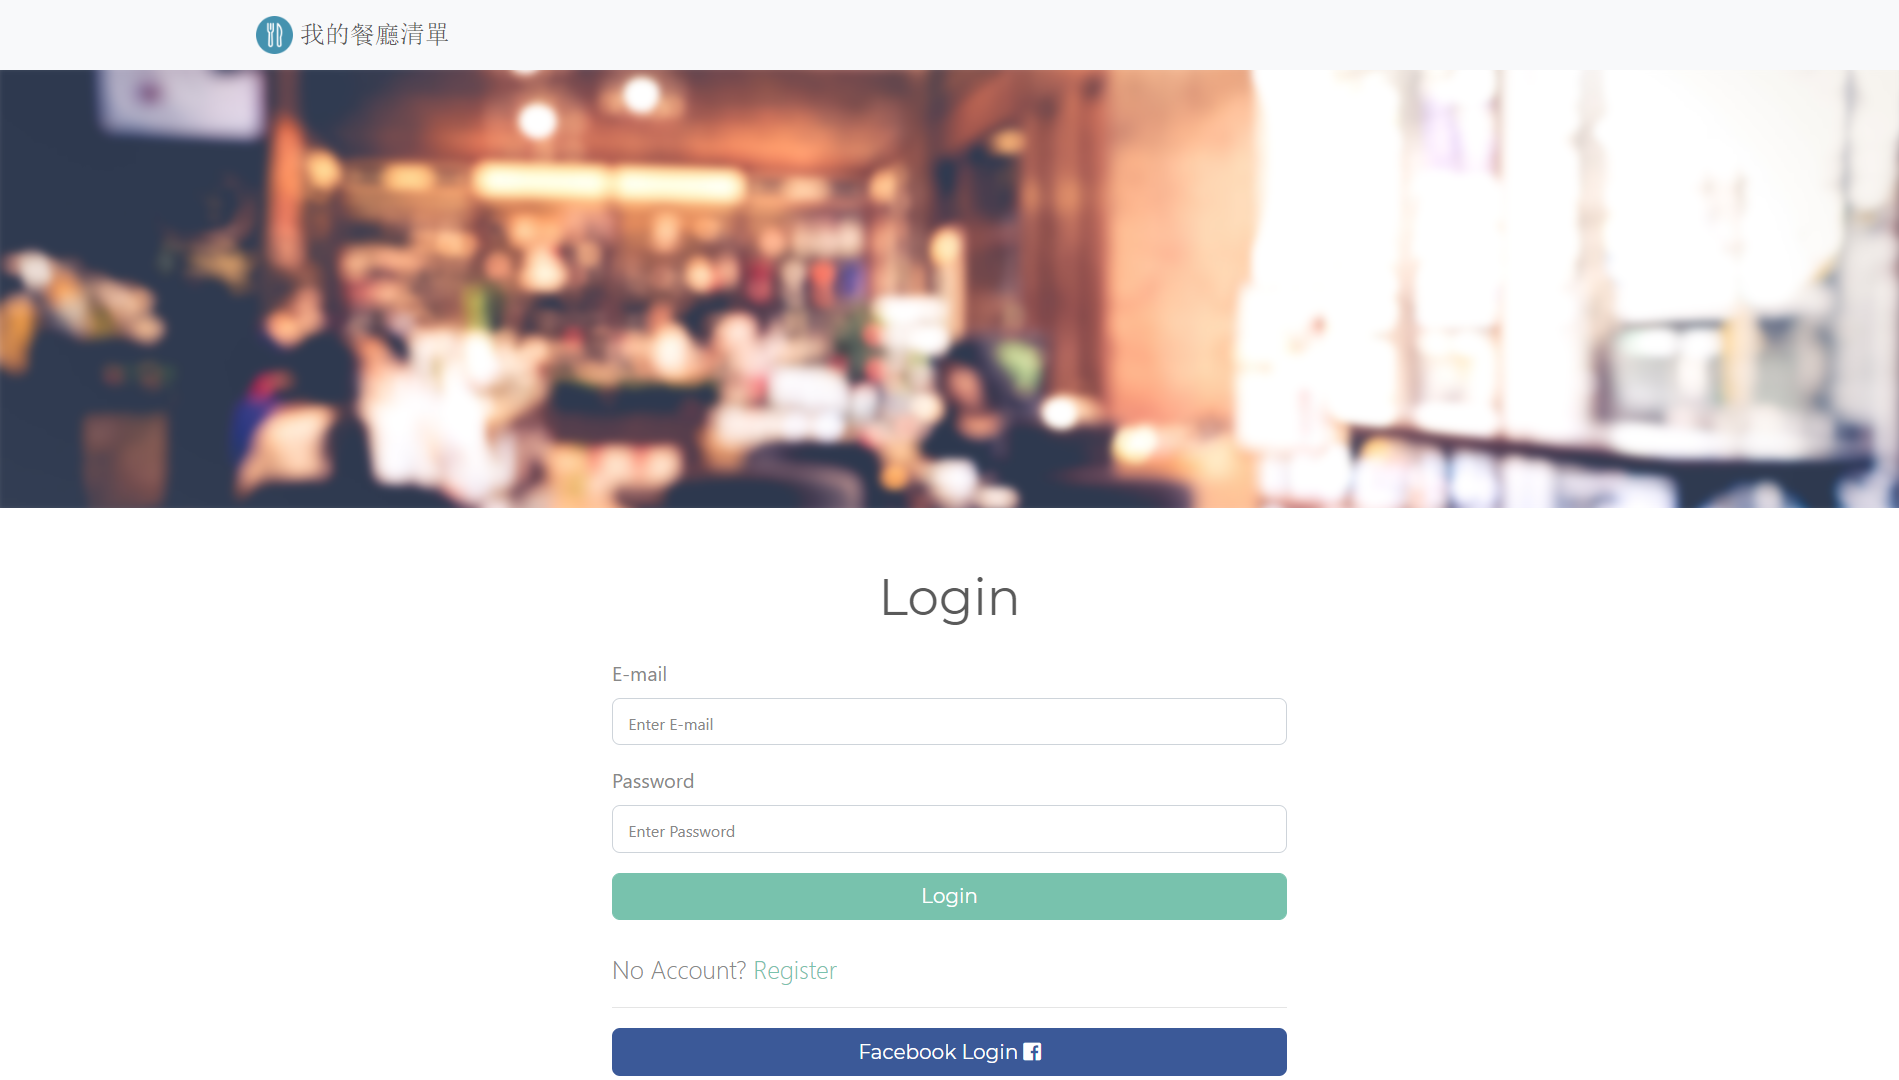 我的餐廳清單
Login
E-mail
Enter E-mail
Password
Enter Password
Login
No Account? Register
Facebook Login